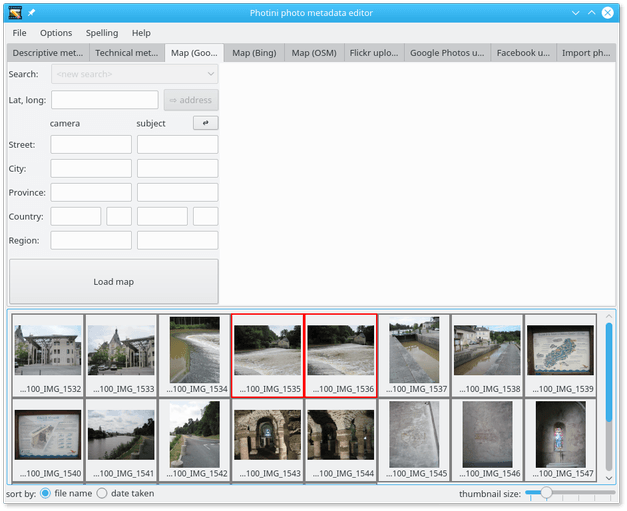 Photini photo metadata editor
File Options Spelling Help
Descriptive met... Technical met... Map (Goo... Map (Bing) Map (OSM) Flickr uplo... Google Photos u... Facebook u... Import ph...
Search: <new search>
Lat, long: ⇨ address
camera subject
Street:
City:
Province:
Country:
Region:
Load map
...100_IMG_1532 ...100_IMG_1533 ...100_IMG_1534 ...100_IMG_1535 ...100_IMG_1536 ...100_IMG_1537 ...100_IMG_1538 ...100_IMG_1539
...100_IMG_1540 ...100_IMG_1541 ...100_IMG_1542 ...100_IMG_1543 ...100_IMG_1544 ...100_IMG_1545 ...100_IMG_1546 ...100_IMG_1547
sort by: file name date taken thumbnail size: